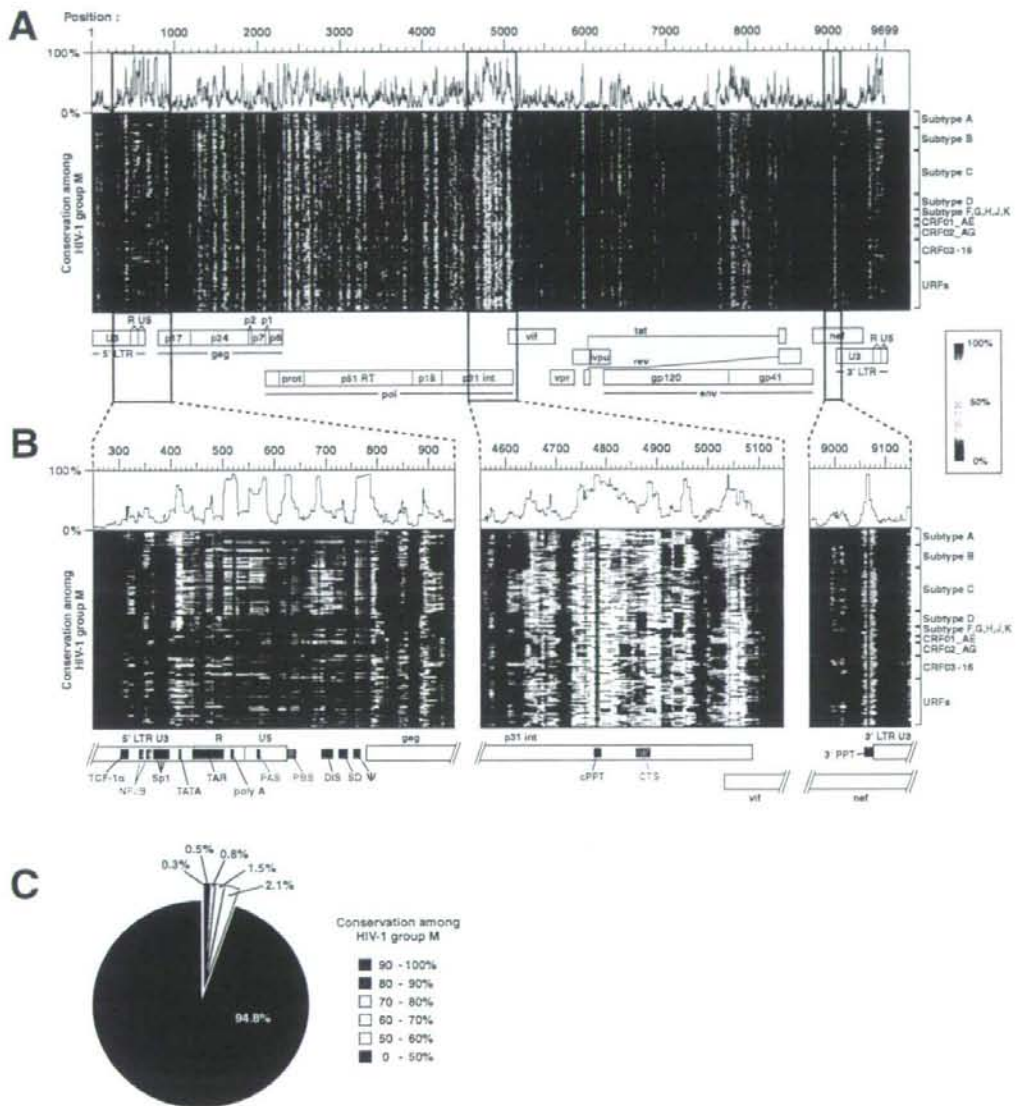 A
Position :
1 1000 2000 3000 4000 5000 6000 7000 8000 9000 9699
100%
0%
Conservation among
HIV-1 group M
Subtype A
Subtype B
Subtype C
Subtype D
Subtype F,G,H,J,K
CRF01_AE
CRF02_AG
CRF03-16
URFs
R U5
U3
5' LTR
p2 p1
p17 p24 p7 p6
gag
prot p51 RT p15 p31 int
pol
vif
vpr
vpu
tat
rev
gp120 gp41
env
nef
R U5
U3
3' LTR
100%
50%
0%
B
300 400 500 600 700 800 900
4600 4700 4800 4900 5000 5100
9000 9100
100%
0%
Conservation among
HIV-1 group M
Subtype A
Subtype B
Subtype C
Subtype D
Subtype F,G,H,J,K
CRF01_AE
CRF02_AG
CRF03-16
URFs
5' LTR U3 R U5 gag
TCF-1α Sp1 TAR PAS PBS DIS SD Ψ
TATA poly A
p31 int
cPPT CTS
vif
3' LTR U3
3' PPT
nef
C
0.3% 0.5% 0.8% 1.5% 2.1%
94.8%
Conservation among
HIV-1 group M
90 - 100%
80 - 90%
70 - 80%
60 - 70%
50 - 60%
0 - 50%